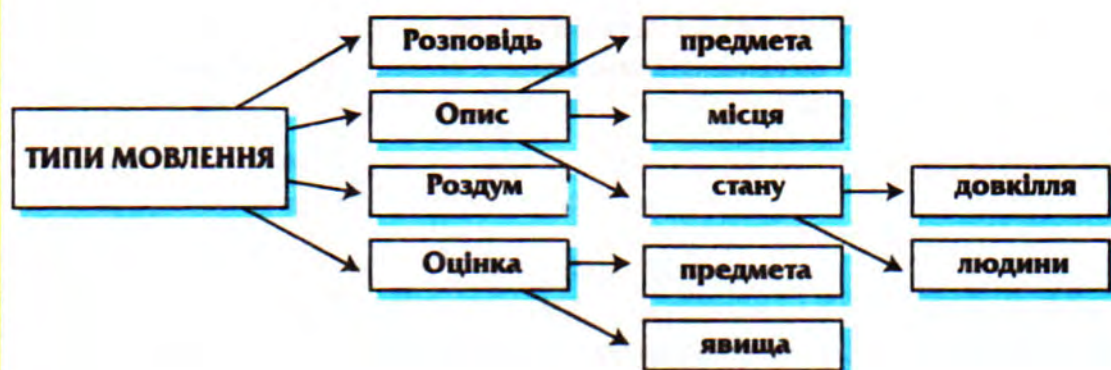 ТИПИ МОВЛЕННЯ
Розповідь
Опис
Роздум
Оцінка
предмета
місця
стану
предмета
явища
довкілля
людини